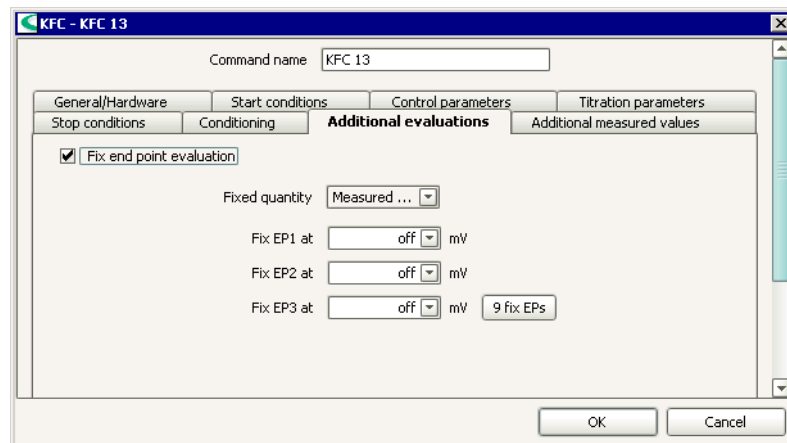 KFC - KFC 13
Command name KFC 13
General/Hardware Start conditions Control parameters Titration parameters
Stop conditions Conditioning Additional evaluations Additional measured values
Fix end point evaluation
Fixed quantity Measured ...
Fix EP1 at off mV
Fix EP2 at off mV
Fix EP3 at off mV 9 fix EPs
OK Cancel